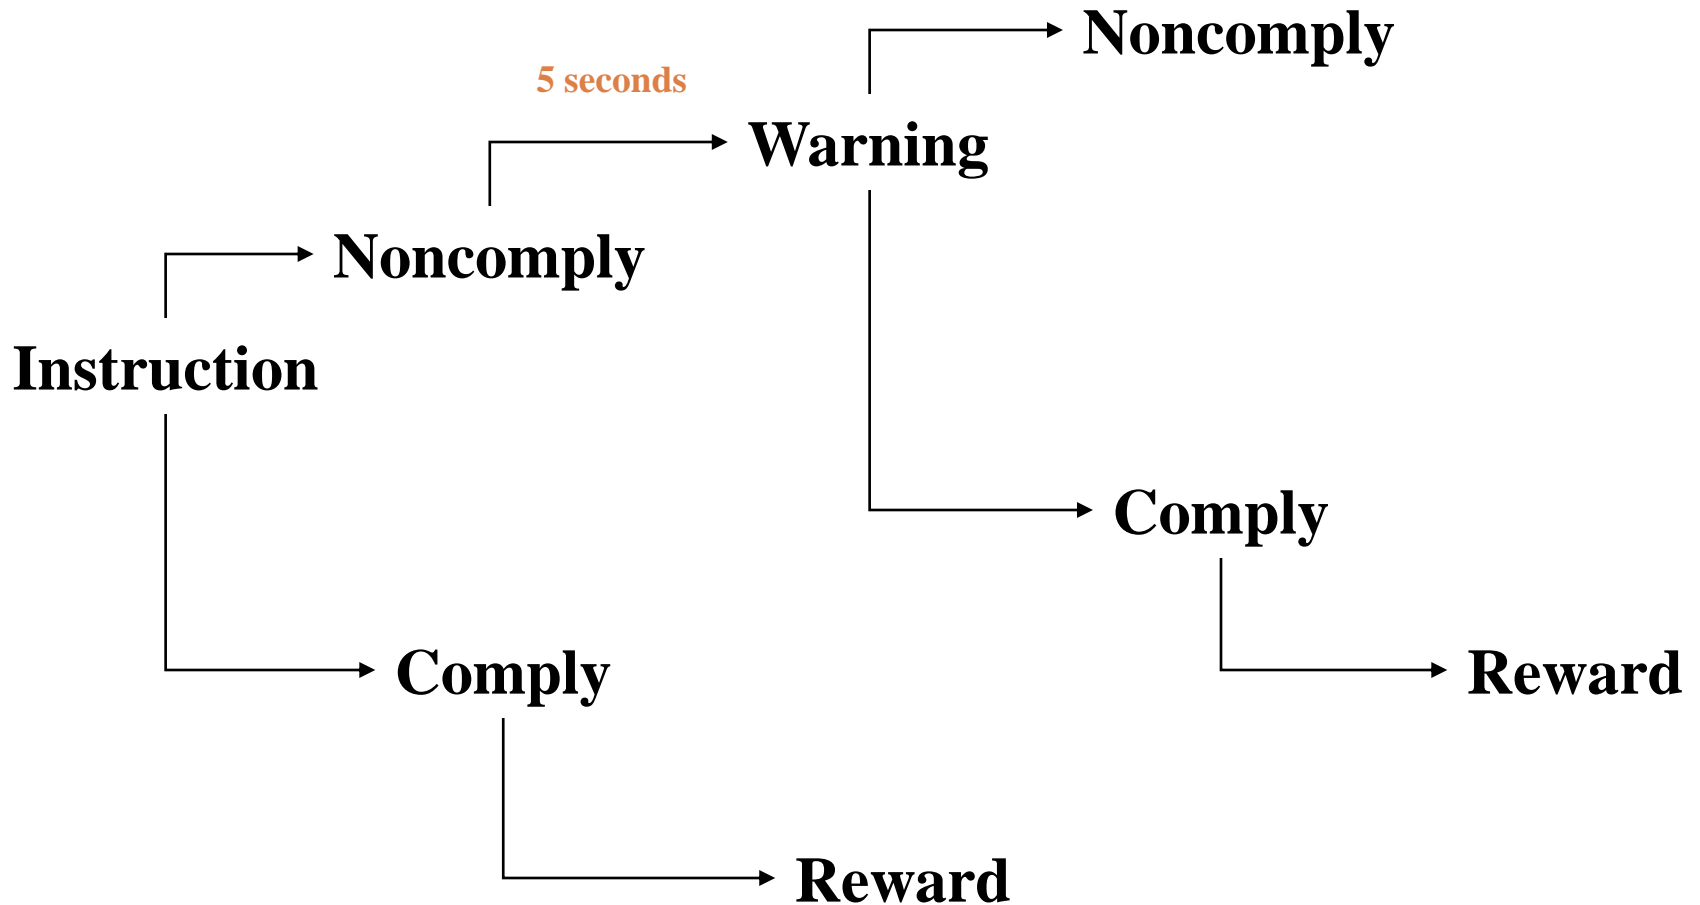 Noncomply
5 seconds
Warning
Noncomply
Instruction
Comply
Comply
Reward
Reward